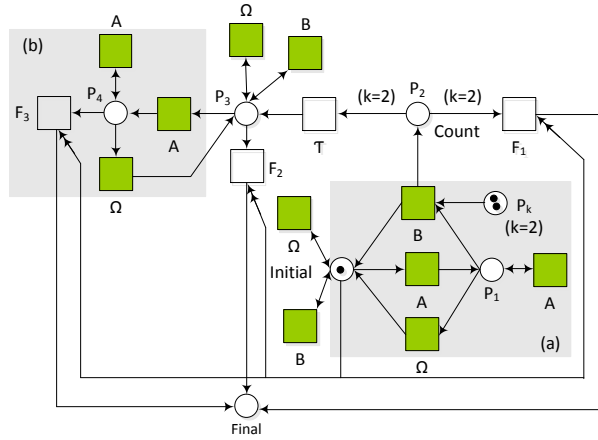 A
Ω
B
(b)
P4
P3
P2
(k=2)
(k=2)
F3
A
T
Count
F1
F2
Ω
Ω
B
Pk
(k=2)
Initial
A
P1
A
B
Ω
(a)
Final